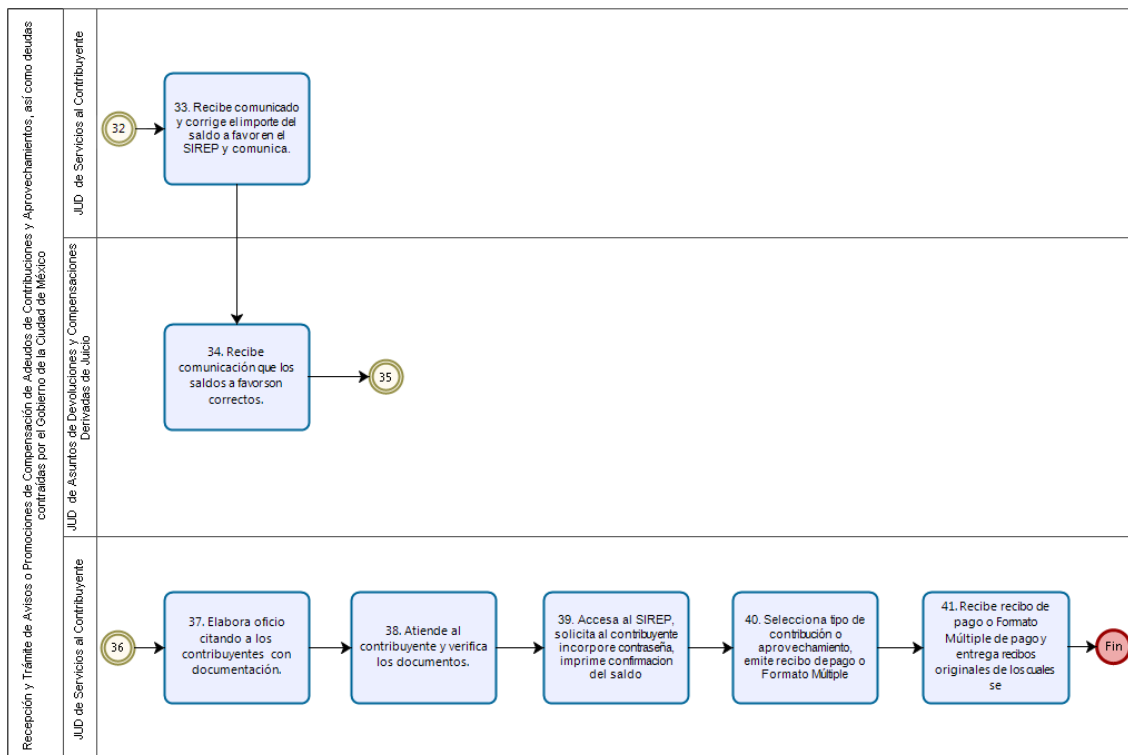 Recepción y Trámite de Avisos o Promociones de Compensación de Adeudos de Contribuciones y Aprovechamientos, así como deudas
contraídas por el Gobierno de la Ciudad de México
JUD de Servicios al Contribuyente
32
33. Recibe comunicado
y corrige el importe del
saldo a favor en el
SIREP y comunica.
JUD de Asuntos de Devoluciones y Compensaciones
Derivadas de Juicio
34. Recibe
comunicación que los
saldos a favor son
correctos.
35
JUD de Servicios al Contribuyente
36
37. Elabora oficio
citando a los
contribuyentes con
documentación.
38. Atiende al
contribuyente y verifica
los documentos.
39. Accesa al SIREP,
solicita al contribuyente
incorpore contraseña,
imprime confirmacion
del saldo
40. Selecciona tipo de
contribución o
aprovechamiento,
emite recibo de pago o
Formato Múltiple
41. Recibe recibo de
pago o Formato
Múltiple de pago y
entrega recibos
originales de los cuales
se
Fin